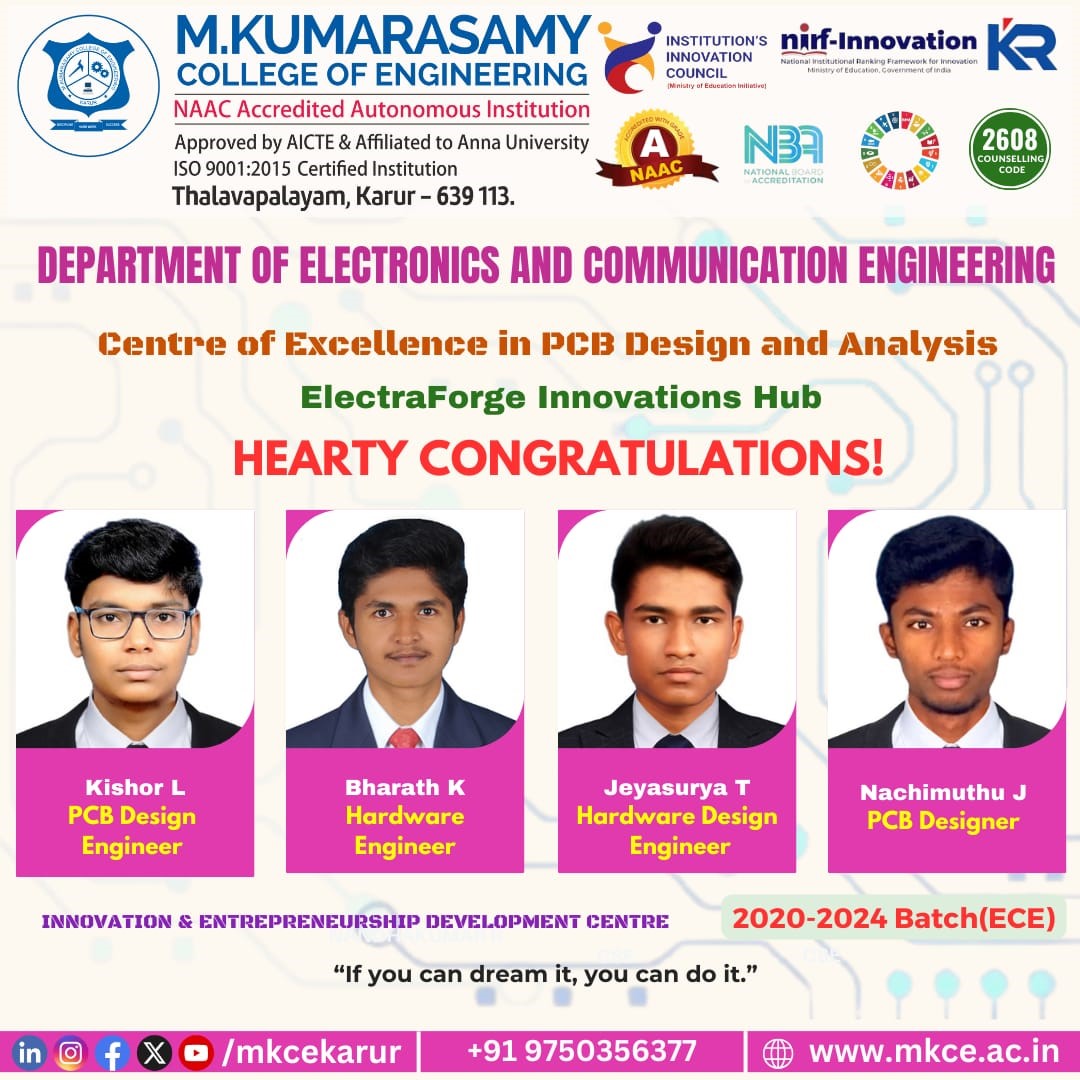 M.KUMARASAMY
COLLEGE OF ENGINEERING
NAAC Accredited Autonomous Institution
Approved by AICTE & Affiliated to Anna University
ISO 9001:2015 Certified Institution
Thalavapalayam, Karur – 639 113.
INSTITUTION'S
INNOVATION
COUNCIL
(Ministry of Education Initiative)
nirf-Innovation
National Institutional Ranking Framework for Innovation
Ministry of Education, Government of India
KR
ACCREDITED WITH GRADE
A
NAAC
NBA
NATIONAL BOARD
of ACCREDITATION
2608
COUNSELLING
CODE
DEPARTMENT OF ELECTRONICS AND COMMUNICATION ENGINEERING
Centre of Excellence in PCB Design and Analysis
ElectraForge Innovations Hub
HEARTY CONGRATULATIONS!
Kishor L
PCB Design
Engineer
Bharath K
Hardware
Engineer
Jeyasurya T
Hardware Design
Engineer
Nachimuthu J
PCB Designer
INNOVATION & ENTREPRENEURSHIP DEVELOPMENT CENTRE
2020-2024 Batch(ECE)
“If you can dream it, you can do it.”
/mkcekarur
+91 9750356377
www.mkce.ac.in